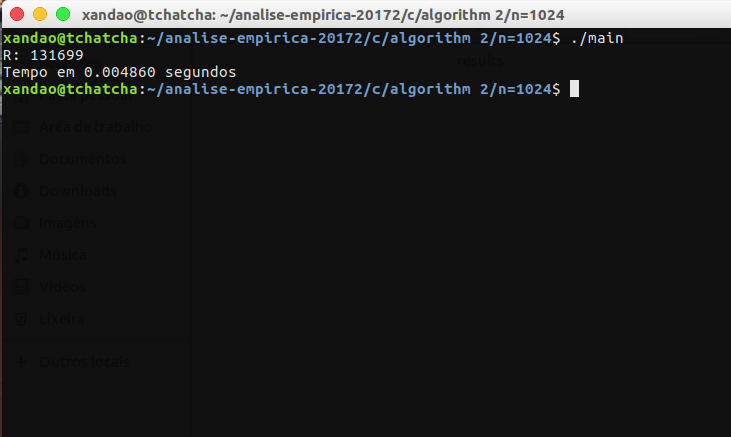 xandao@tchatcha: ~/analise-empirica-20172/c/algorithm 2/n=1024
xandao@tchatcha:~/analise-empirica-20172/c/algorithm 2/n=1024$ ./main
R: 131699
Tempo em 0.004860 segundos
results
xandao@tchatcha:~/analise-empirica-20172/c/algorithm 2/n=1024$
Área de trabalho
Documentos
Downloads
Imagens
Música
Vídeos
Lixeira
+ Outros locais